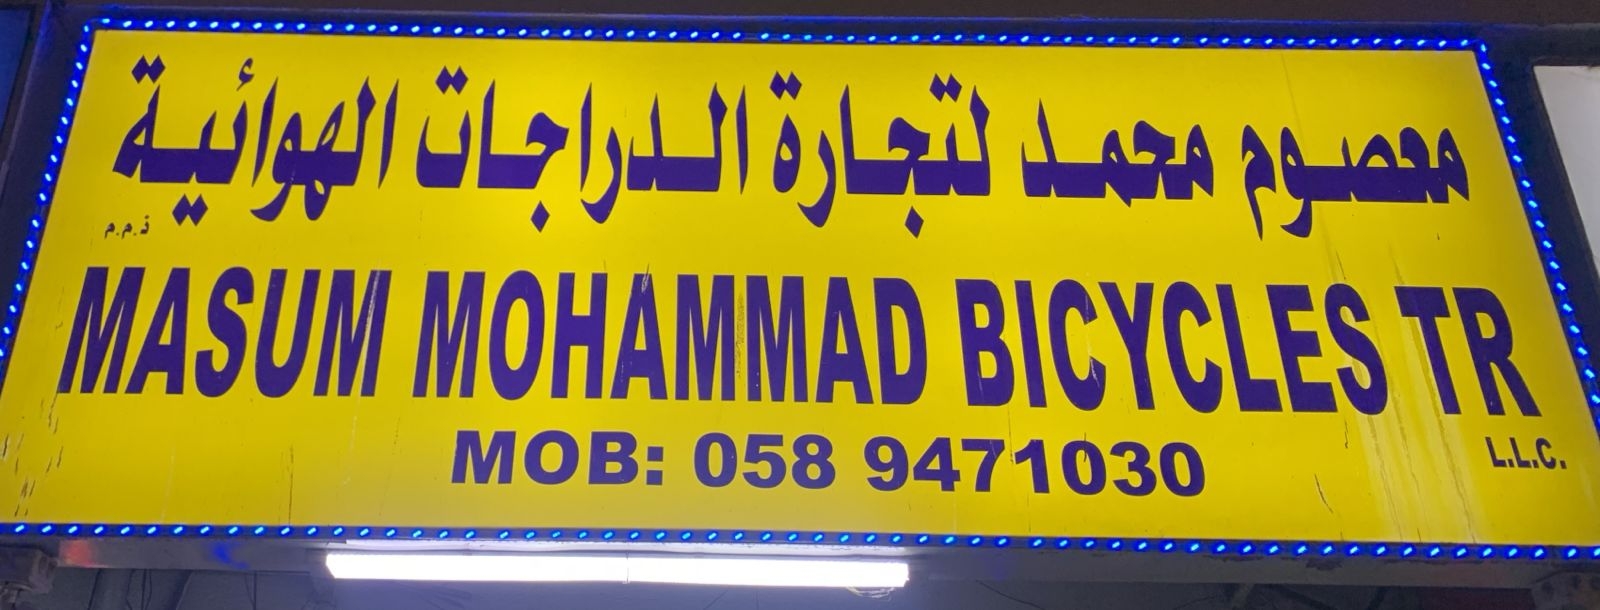 معصوم محمد لتجارة الدراجات الهوائية
ذ.م.م
MASUM MOHAMMAD BICYCLES TR
L.L.C.
MOB: 058 9471030